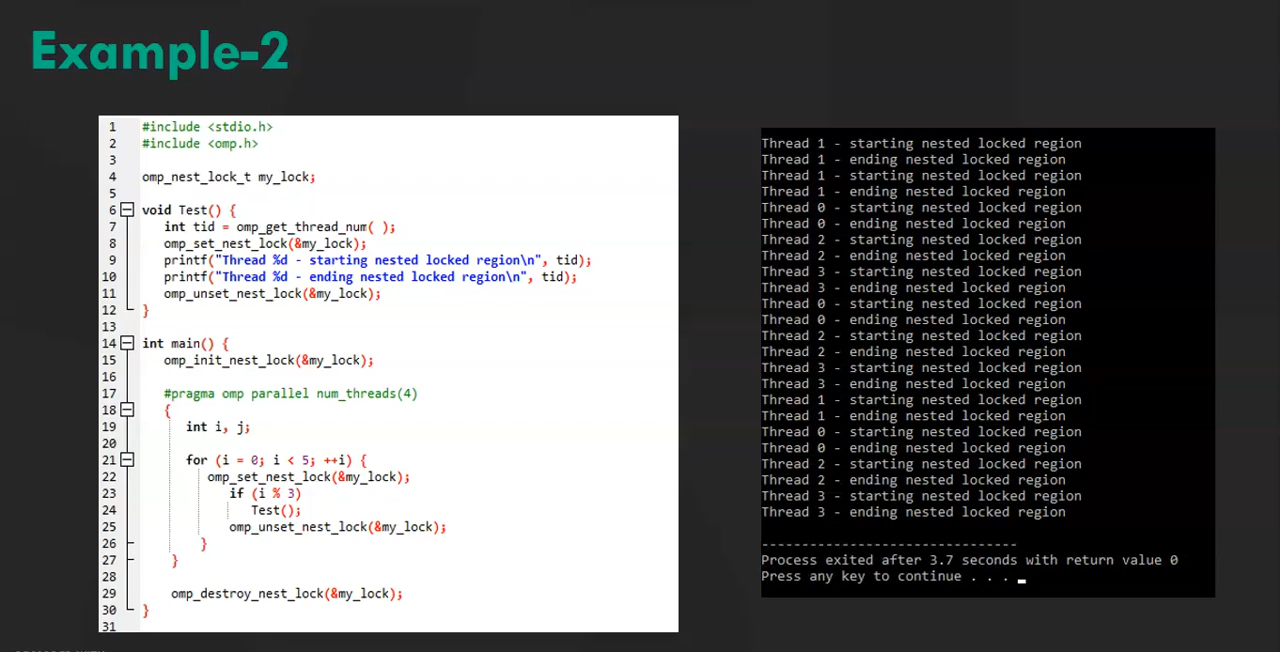 Example-2
1 #include <stdio.h>
2 #include <omp.h>
3
4 omp_nest_lock_t my_lock;
5
6 void Test() {
7 int tid = omp_get_thread_num( );
8 omp_set_nest_lock(&my_lock);
9 printf("Thread %d - starting nested locked region\n", tid);
10 printf("Thread %d - ending nested locked region\n", tid);
11 omp_unset_nest_lock(&my_lock);
12 }
13
14 int main() {
15 omp_init_nest_lock(&my_lock);
16
17 #pragma omp parallel num_threads(4)
18 {
19 int i, j;
20
21 for (i = 0; i < 5; ++i) {
22 omp_set_nest_lock(&my_lock);
23 if (i % 3)
24 Test();
25 omp_unset_nest_lock(&my_lock);
26 }
27 }
28
29 omp_destroy_nest_lock(&my_lock);
30 }
31
Thread 1 - starting nested locked region
Thread 1 - ending nested locked region
Thread 1 - starting nested locked region
Thread 1 - ending nested locked region
Thread 0 - starting nested locked region
Thread 0 - ending nested locked region
Thread 2 - starting nested locked region
Thread 2 - ending nested locked region
Thread 3 - starting nested locked region
Thread 3 - ending nested locked region
Thread 0 - starting nested locked region
Thread 0 - ending nested locked region
Thread 2 - starting nested locked region
Thread 2 - ending nested locked region
Thread 3 - starting nested locked region
Thread 3 - ending nested locked region
Thread 1 - starting nested locked region
Thread 1 - ending nested locked region
Thread 0 - starting nested locked region
Thread 0 - ending nested locked region
Thread 2 - starting nested locked region
Thread 2 - ending nested locked region
Thread 3 - starting nested locked region
Thread 3 - ending nested locked region
--------------------------------
Process exited after 3.7 seconds with return value 0
Press any key to continue . . . _